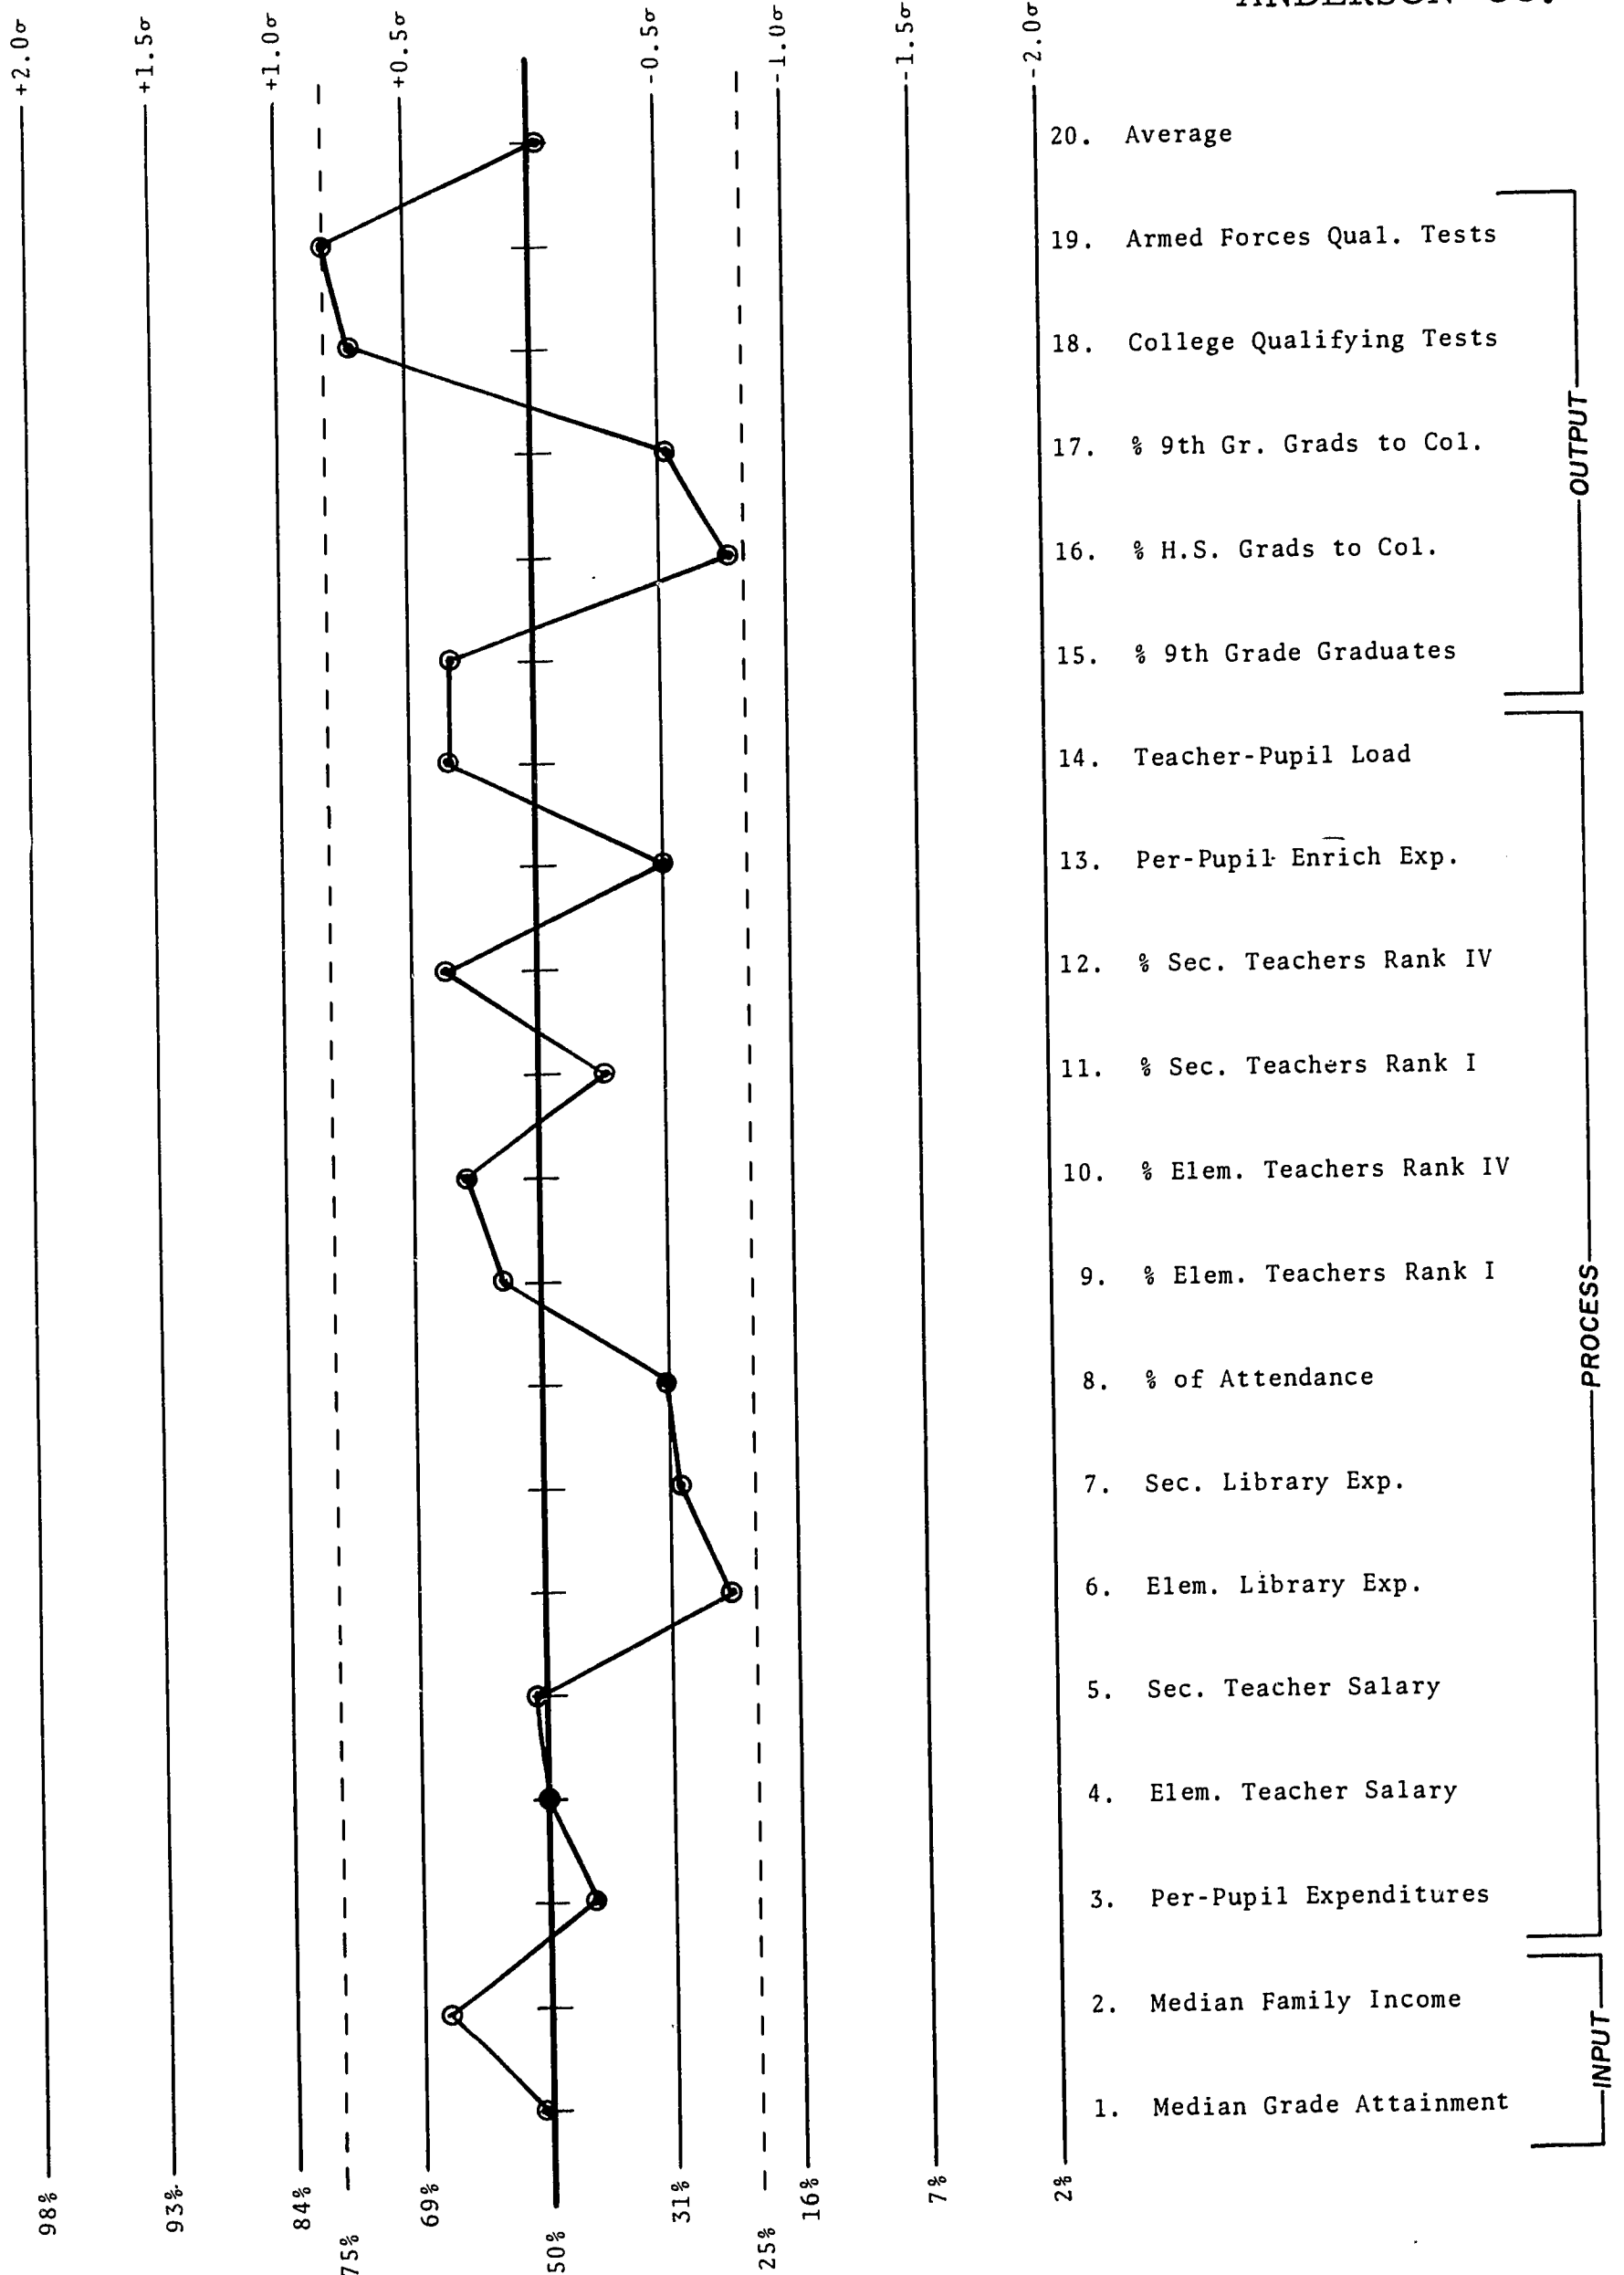 ANDERSON CO.
+2.0σ
+1.5σ
+1.0σ
+0.5σ
-0.5σ
-1.0σ
-1.5σ
-2.0σ
20. Average
19. Armed Forces Qual. Tests
18. College Qualifying Tests
17. % 9th Gr. Grads to Col.
16. % H.S. Grads to Col.
15. % 9th Grade Graduates
OUTPUT
14. Teacher-Pupil Load
13. Per-Pupil Enrich Exp.
12. % Sec. Teachers Rank IV
11. % Sec. Teachers Rank I
10. % Elem. Teachers Rank IV
9. % Elem. Teachers Rank I
8. % of Attendance
7. Sec. Library Exp.
6. Elem. Library Exp.
5. Sec. Teacher Salary
4. Elem. Teacher Salary
3. Per-Pupil Expenditures
PROCESS
2. Median Family Income
1. Median Grade Attainment
INPUT
98%
93%
84%
75%
69%
50%
31%
25%
16%
7%
2%